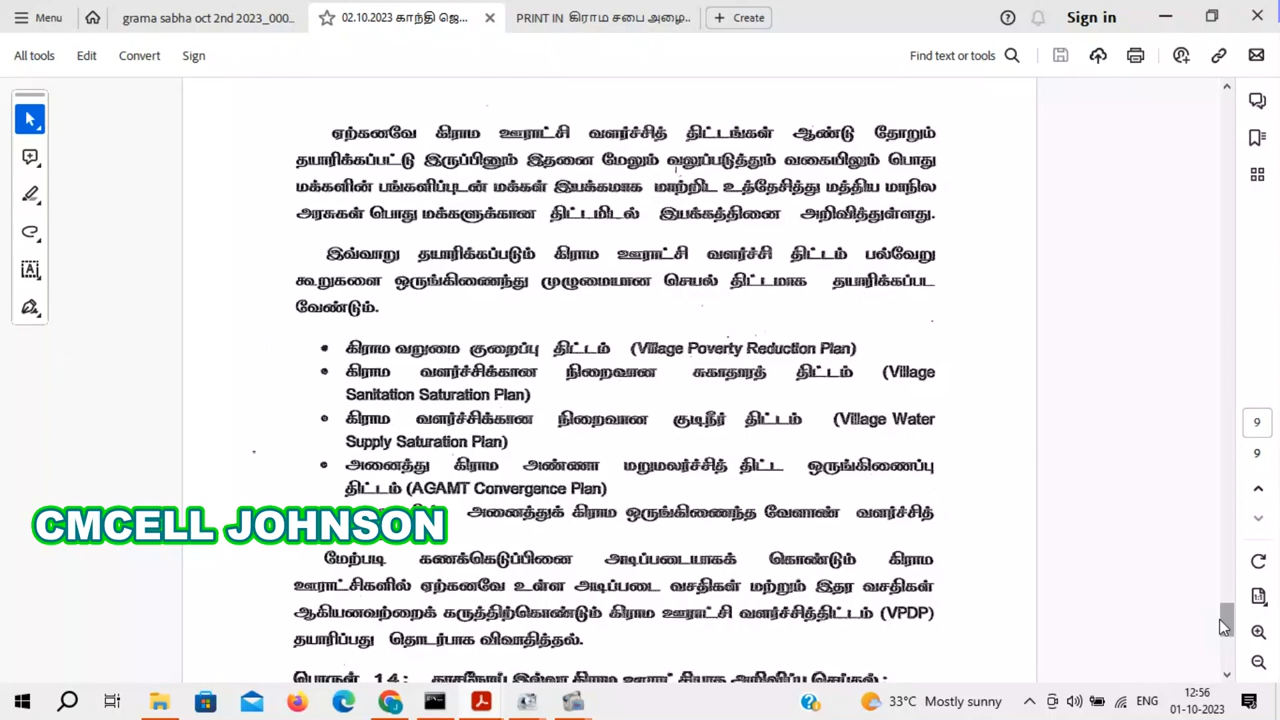 Menu
grama sabha oct 2nd 2023_000...
02.10.2023 காந்தி ஜெ...
PRINT IN கிராம சபை அழை..
Create
Sign in
All tools
Edit
Convert
Sign
Find text or tools
ஏற்கனவே கிராம ஊராட்சி வளர்ச்சித் திட்டங்கள் ஆண்டு தோறும்
தயாரிக்கப்பட்டு இருப்பினும் இதனை மேலும் வலுப்படுத்தும் வகையிலும் பொது
மக்களின் பங்களிப்புடன் மக்கள் இயக்கமாக மாற்றிட உத்தேசித்து மத்திய மாநில
அரசுகள் பொது மக்களுக்கான திட்டமிடல் இயக்கத்தினை அறிவித்துள்ளது.
இவ்வாறு தயாரிக்கப்படும் கிராம ஊராட்சி வளர்ச்சி திட்டம் பல்வேறு
கூறுகளை ஒருங்கிணைந்து முழுமையான செயல் திட்டமாக தயாரிக்கப்பட
வேண்டும்.
• கிராம வறுமை குறைப்பு திட்டம் (Village Poverty Reduction Plan)
• கிராம வளர்ச்சிக்கான நிறைவான சுகாதாரத் திட்டம் (Village
Sanitation Saturation Plan)
• கிராம வளர்ச்சிக்கான நிறைவான குடிநீர் திட்டம் (Village Water
Supply Saturation Plan)
• அனைத்து கிராம அண்ணா மறுமலர்ச்சித் திட்ட ஒருங்கிணைப்பு
திட்டம் (AGAMT Convergence Plan)
அனைத்துக் கிராம ஒருங்கிணைந்த வேளாண் வளர்ச்சித்
CMCELL JOHNSON
மேற்படி கணக்கெடுப்பினை அடிப்படையாகக் கொண்டும் கிராம
ஊராட்சிகளில் ஏற்கனவே உள்ள அடிப்படை வசதிகள் மற்றும் இதர வசதிகள்
ஆகியனவற்றைக் கருத்திற்கொண்டும் கிராம ஊராட்சி வளர்ச்சித்திட்டம் (VPDP)
தயாரிப்பது தொடர்பாக விவாதித்தல்.
பொருள் 14: காசநோய் இல்லா கிராம ஊராட்சியாக அறிவிப்பு செய்தல் :
9
9
33°C Mostly sunny
ENG
12:56
01-10-2023